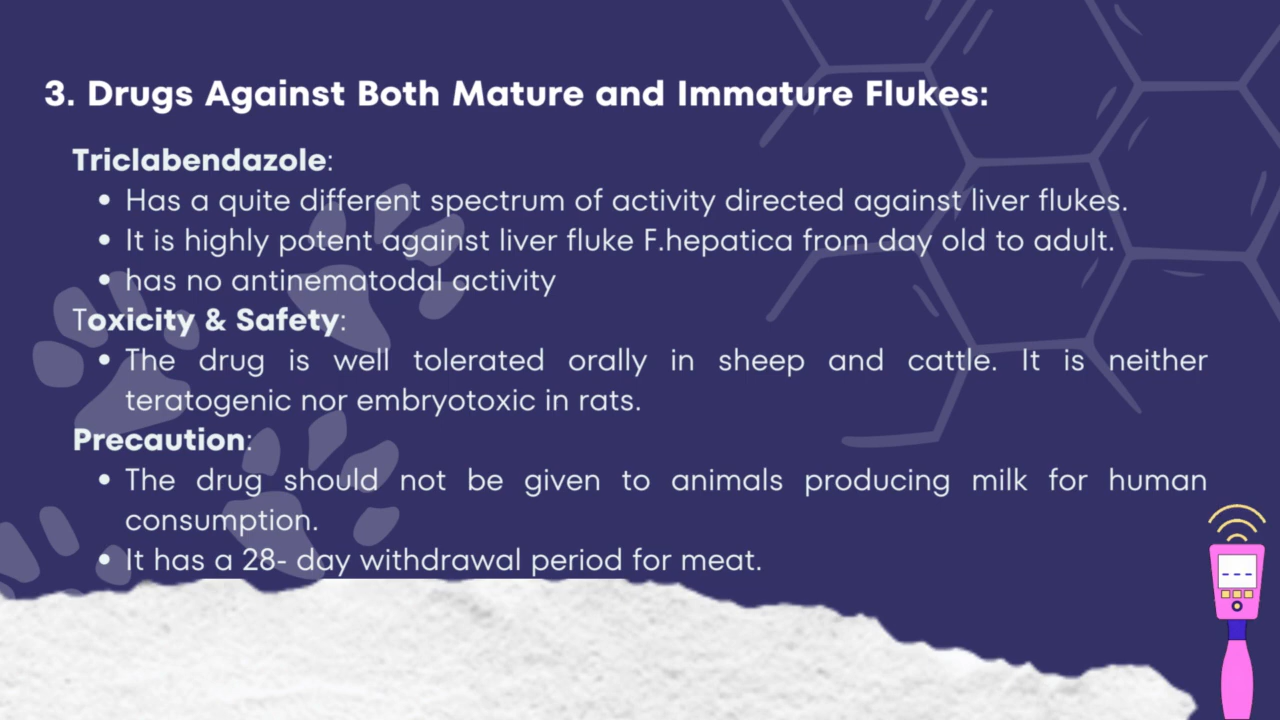 3. Drugs Against Both Mature and Immature Flukes:
Triclabendazole:
• Has a quite different spectrum of activity directed against liver flukes.
• It is highly potent against liver fluke F.hepatica from day old to adult.
• has no antinematodal activity
Toxicity & Safety:
• The drug is well tolerated orally in sheep and cattle. It is neither
teratogenic nor embryotoxic in rats.
Precaution:
• The drug should not be given to animals producing milk for human
consumption.
• It has a 28- day withdrawal period for meat.